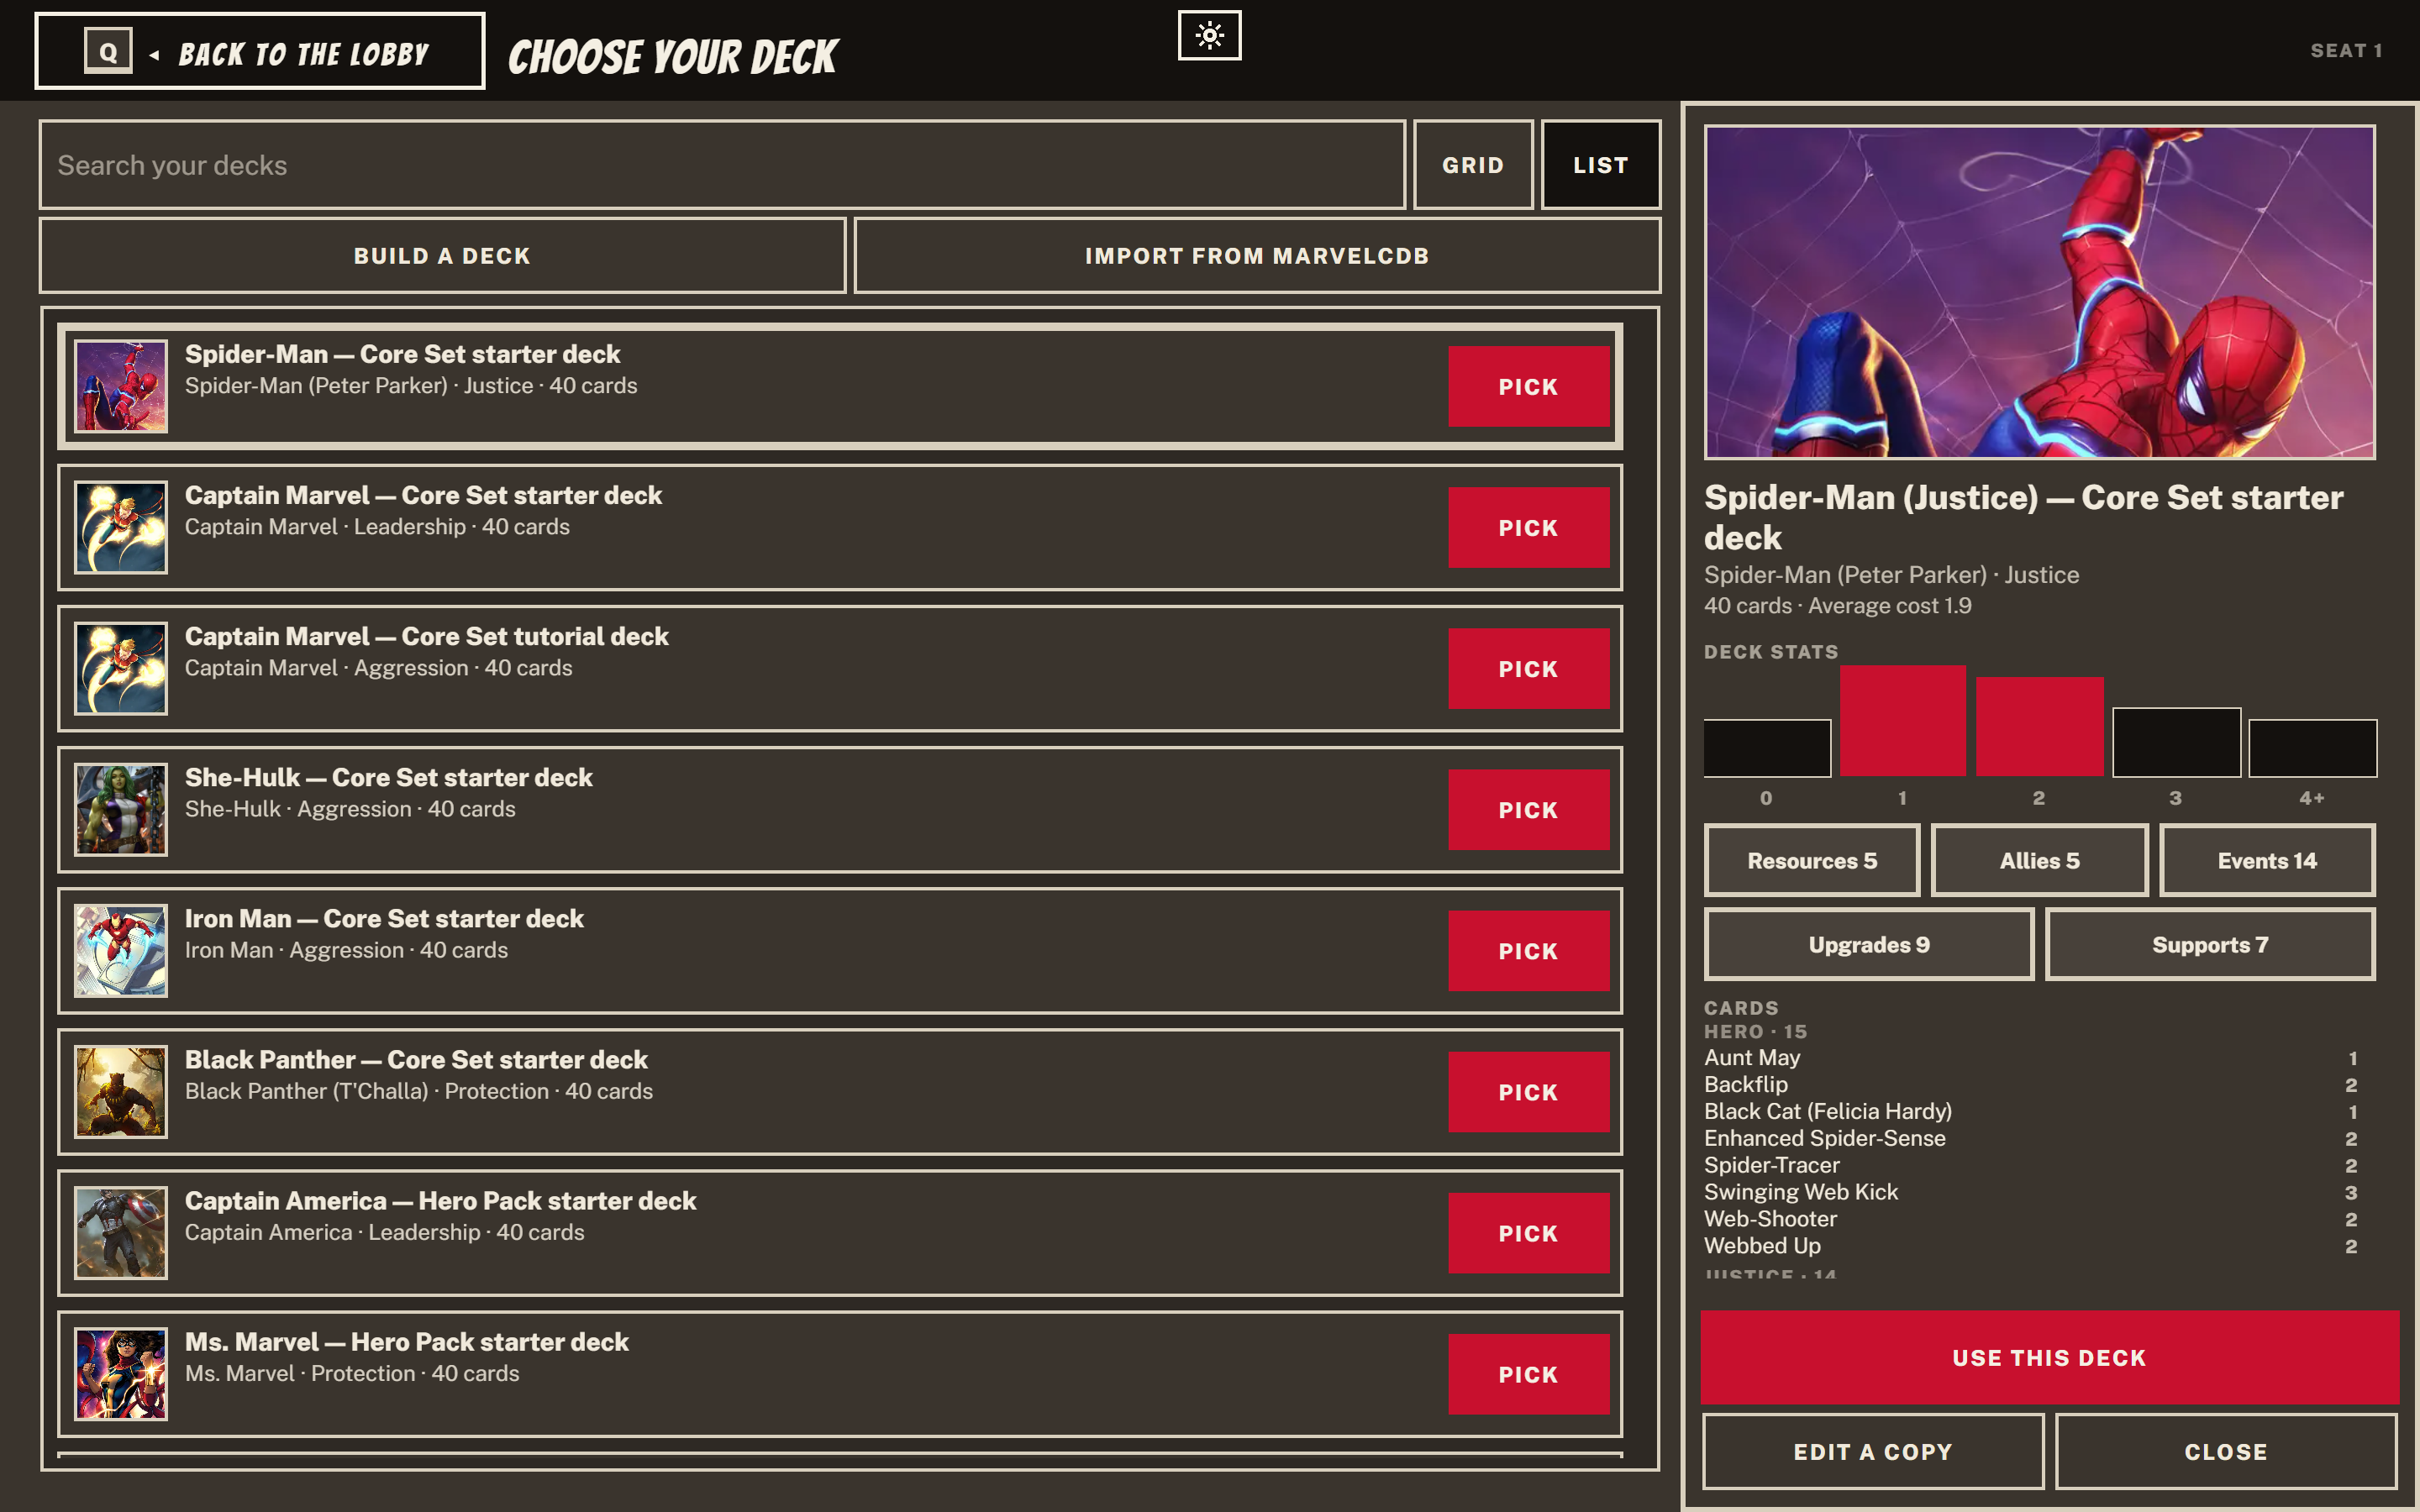 Q ◂ BACK TO THE LOBBY
CHOOSE YOUR DECK
SEAT 1
Search your decks
GRID
LIST
BUILD A DECK
IMPORT FROM MARVELCDB
Spider-Man — Core Set starter deck
Spider-Man (Peter Parker) · Justice · 40 cards
PICK
Captain Marvel — Core Set starter deck
Captain Marvel · Leadership · 40 cards
PICK
Captain Marvel — Core Set tutorial deck
Captain Marvel · Aggression · 40 cards
PICK
She-Hulk — Core Set starter deck
She-Hulk · Aggression · 40 cards
PICK
Iron Man — Core Set starter deck
Iron Man · Aggression · 40 cards
PICK
Black Panther — Core Set starter deck
Black Panther (T'Challa) · Protection · 40 cards
PICK
Captain America — Hero Pack starter deck
Captain America · Leadership · 40 cards
PICK
Ms. Marvel — Hero Pack starter deck
Ms. Marvel · Protection · 40 cards
PICK
Spider-Man (Justice) — Core Set starter
deck
Spider-Man (Peter Parker) · Justice
40 cards · Average cost 1.9
DECK STATS
0 1 2 3 4+
Resources 5
Allies 5
Events 14
Upgrades 9
Supports 7
CARDS
HERO · 15
Aunt May 1
Backflip 2
Black Cat (Felicia Hardy) 1
Enhanced Spider-Sense 2
Spider-Tracer 2
Swinging Web Kick 3
Web-Shooter 2
Webbed Up 2
JUSTICE · 14
USE THIS DECK
EDIT A COPY
CLOSE